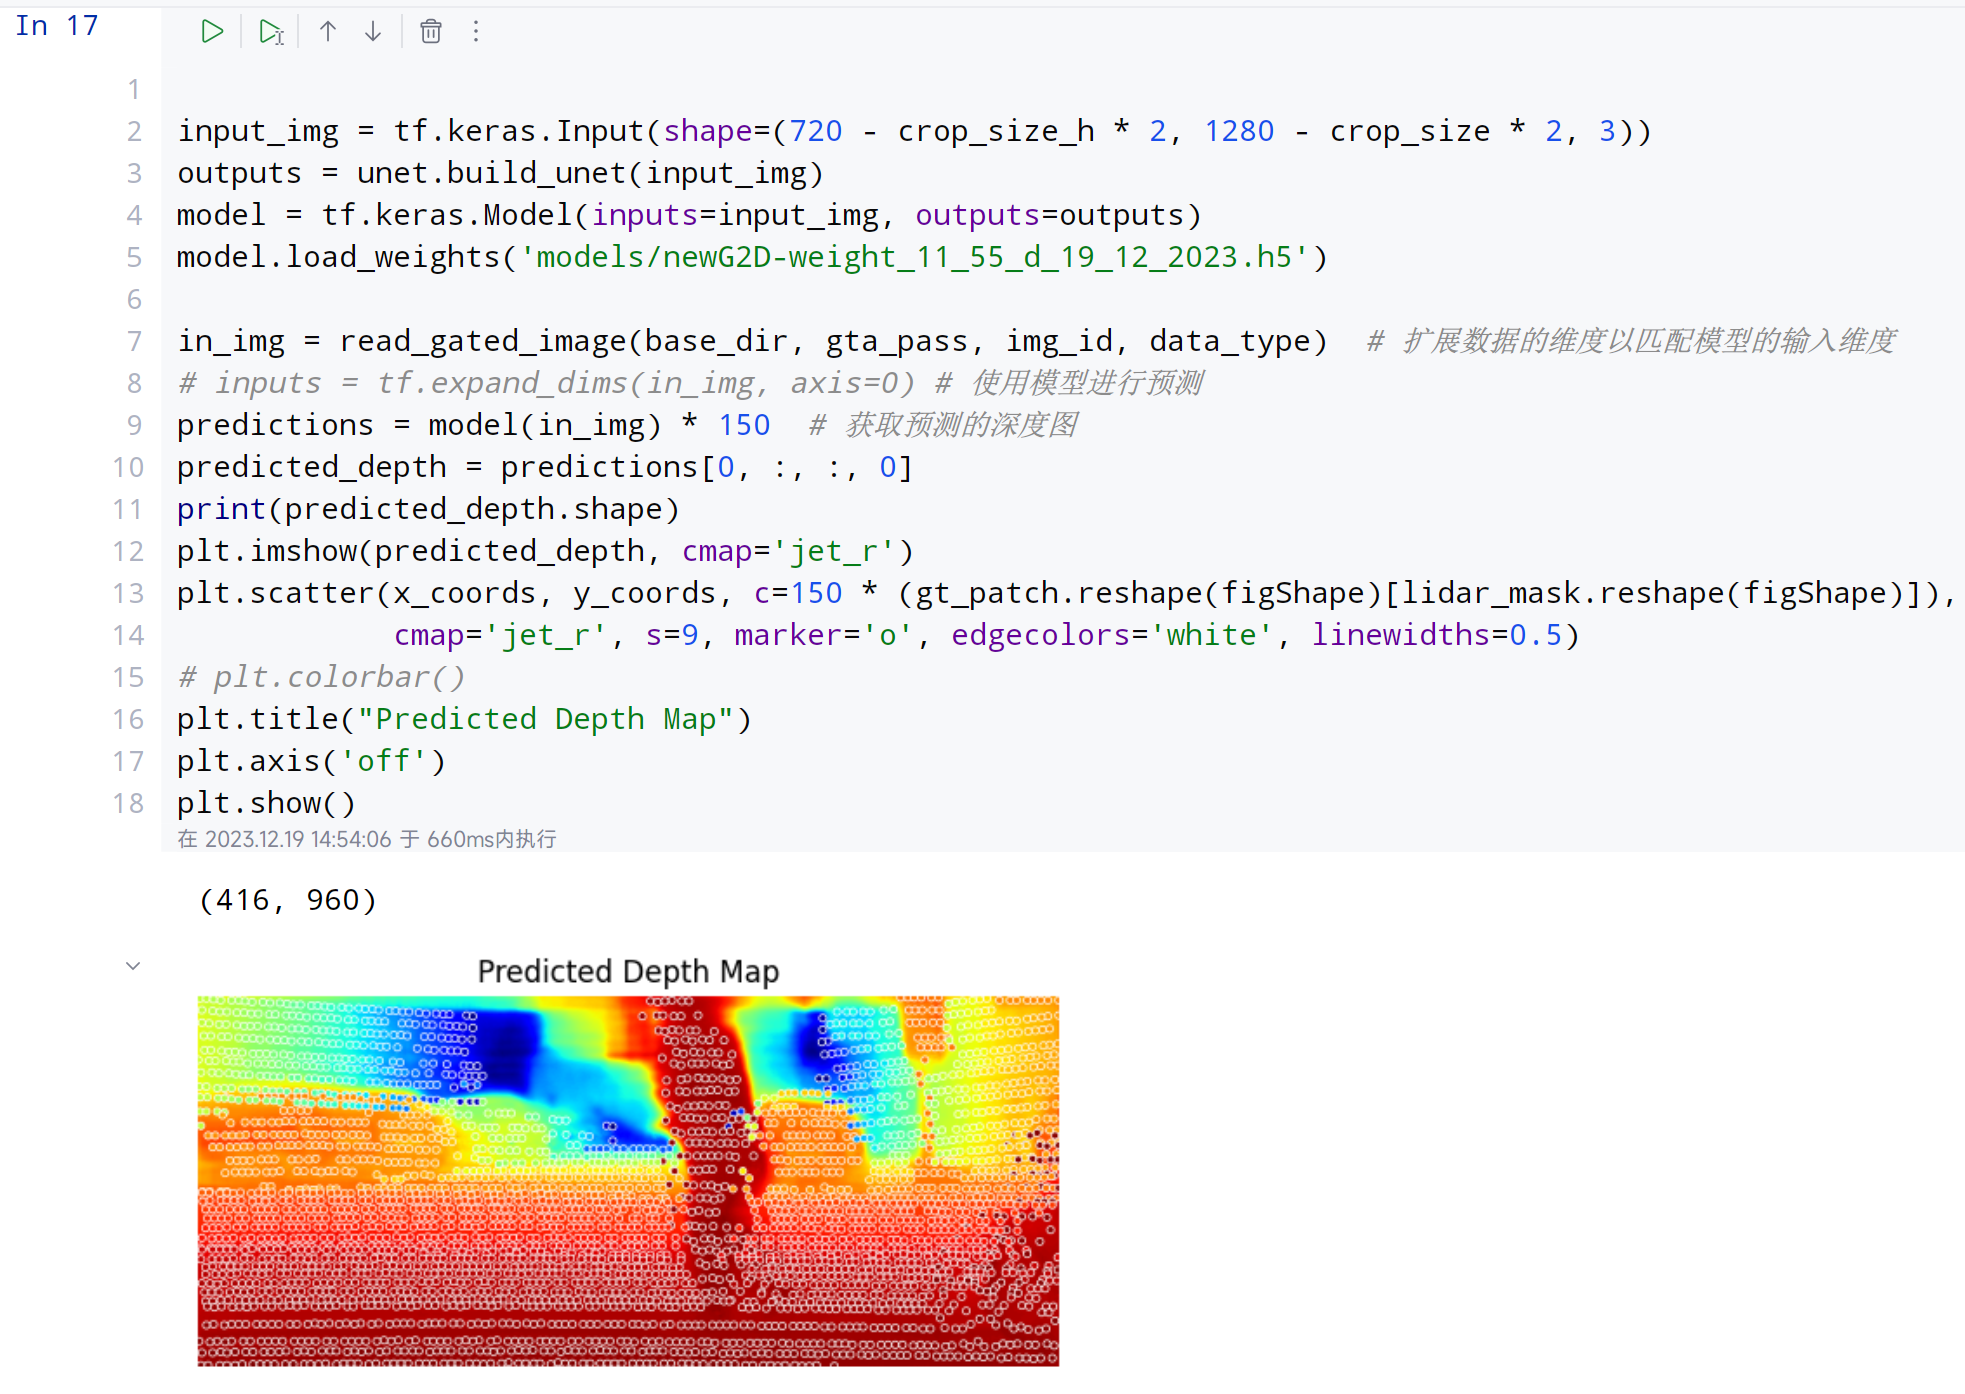 In 17
1
2 input_img = tf.keras.Input(shape=(720 - crop_size_h * 2, 1280 - crop_size * 2, 3))
3 outputs = unet.build_unet(input_img)
4 model = tf.keras.Model(inputs=input_img, outputs=outputs)
5 model.load_weights('models/newG2D-weight_11_55_d_19_12_2023.h5')
6
7 in_img = read_gated_image(base_dir, gta_pass, img_id, data_type)  # 扩展数据的维度以匹配模型的输入维度
8 # inputs = tf.expand_dims(in_img, axis=0) # 使用模型进行预测
9 predictions = model(in_img) * 150  # 获取预测的深度图
10 predicted_depth = predictions[0, :, :, 0]
11 print(predicted_depth.shape)
12 plt.imshow(predicted_depth, cmap='jet_r')
13 plt.scatter(x_coords, y_coords, c=150 * (gt_patch.reshape(figShape)[lidar_mask.reshape(figShape)]),
14             cmap='jet_r', s=9, marker='o', edgecolors='white', linewidths=0.5)
15 # plt.colorbar()
16 plt.title("Predicted Depth Map")
17 plt.axis('off')
18 plt.show()
在 2023.12.19 14:54:06 于 660ms内执行
(416, 960)
Predicted Depth Map